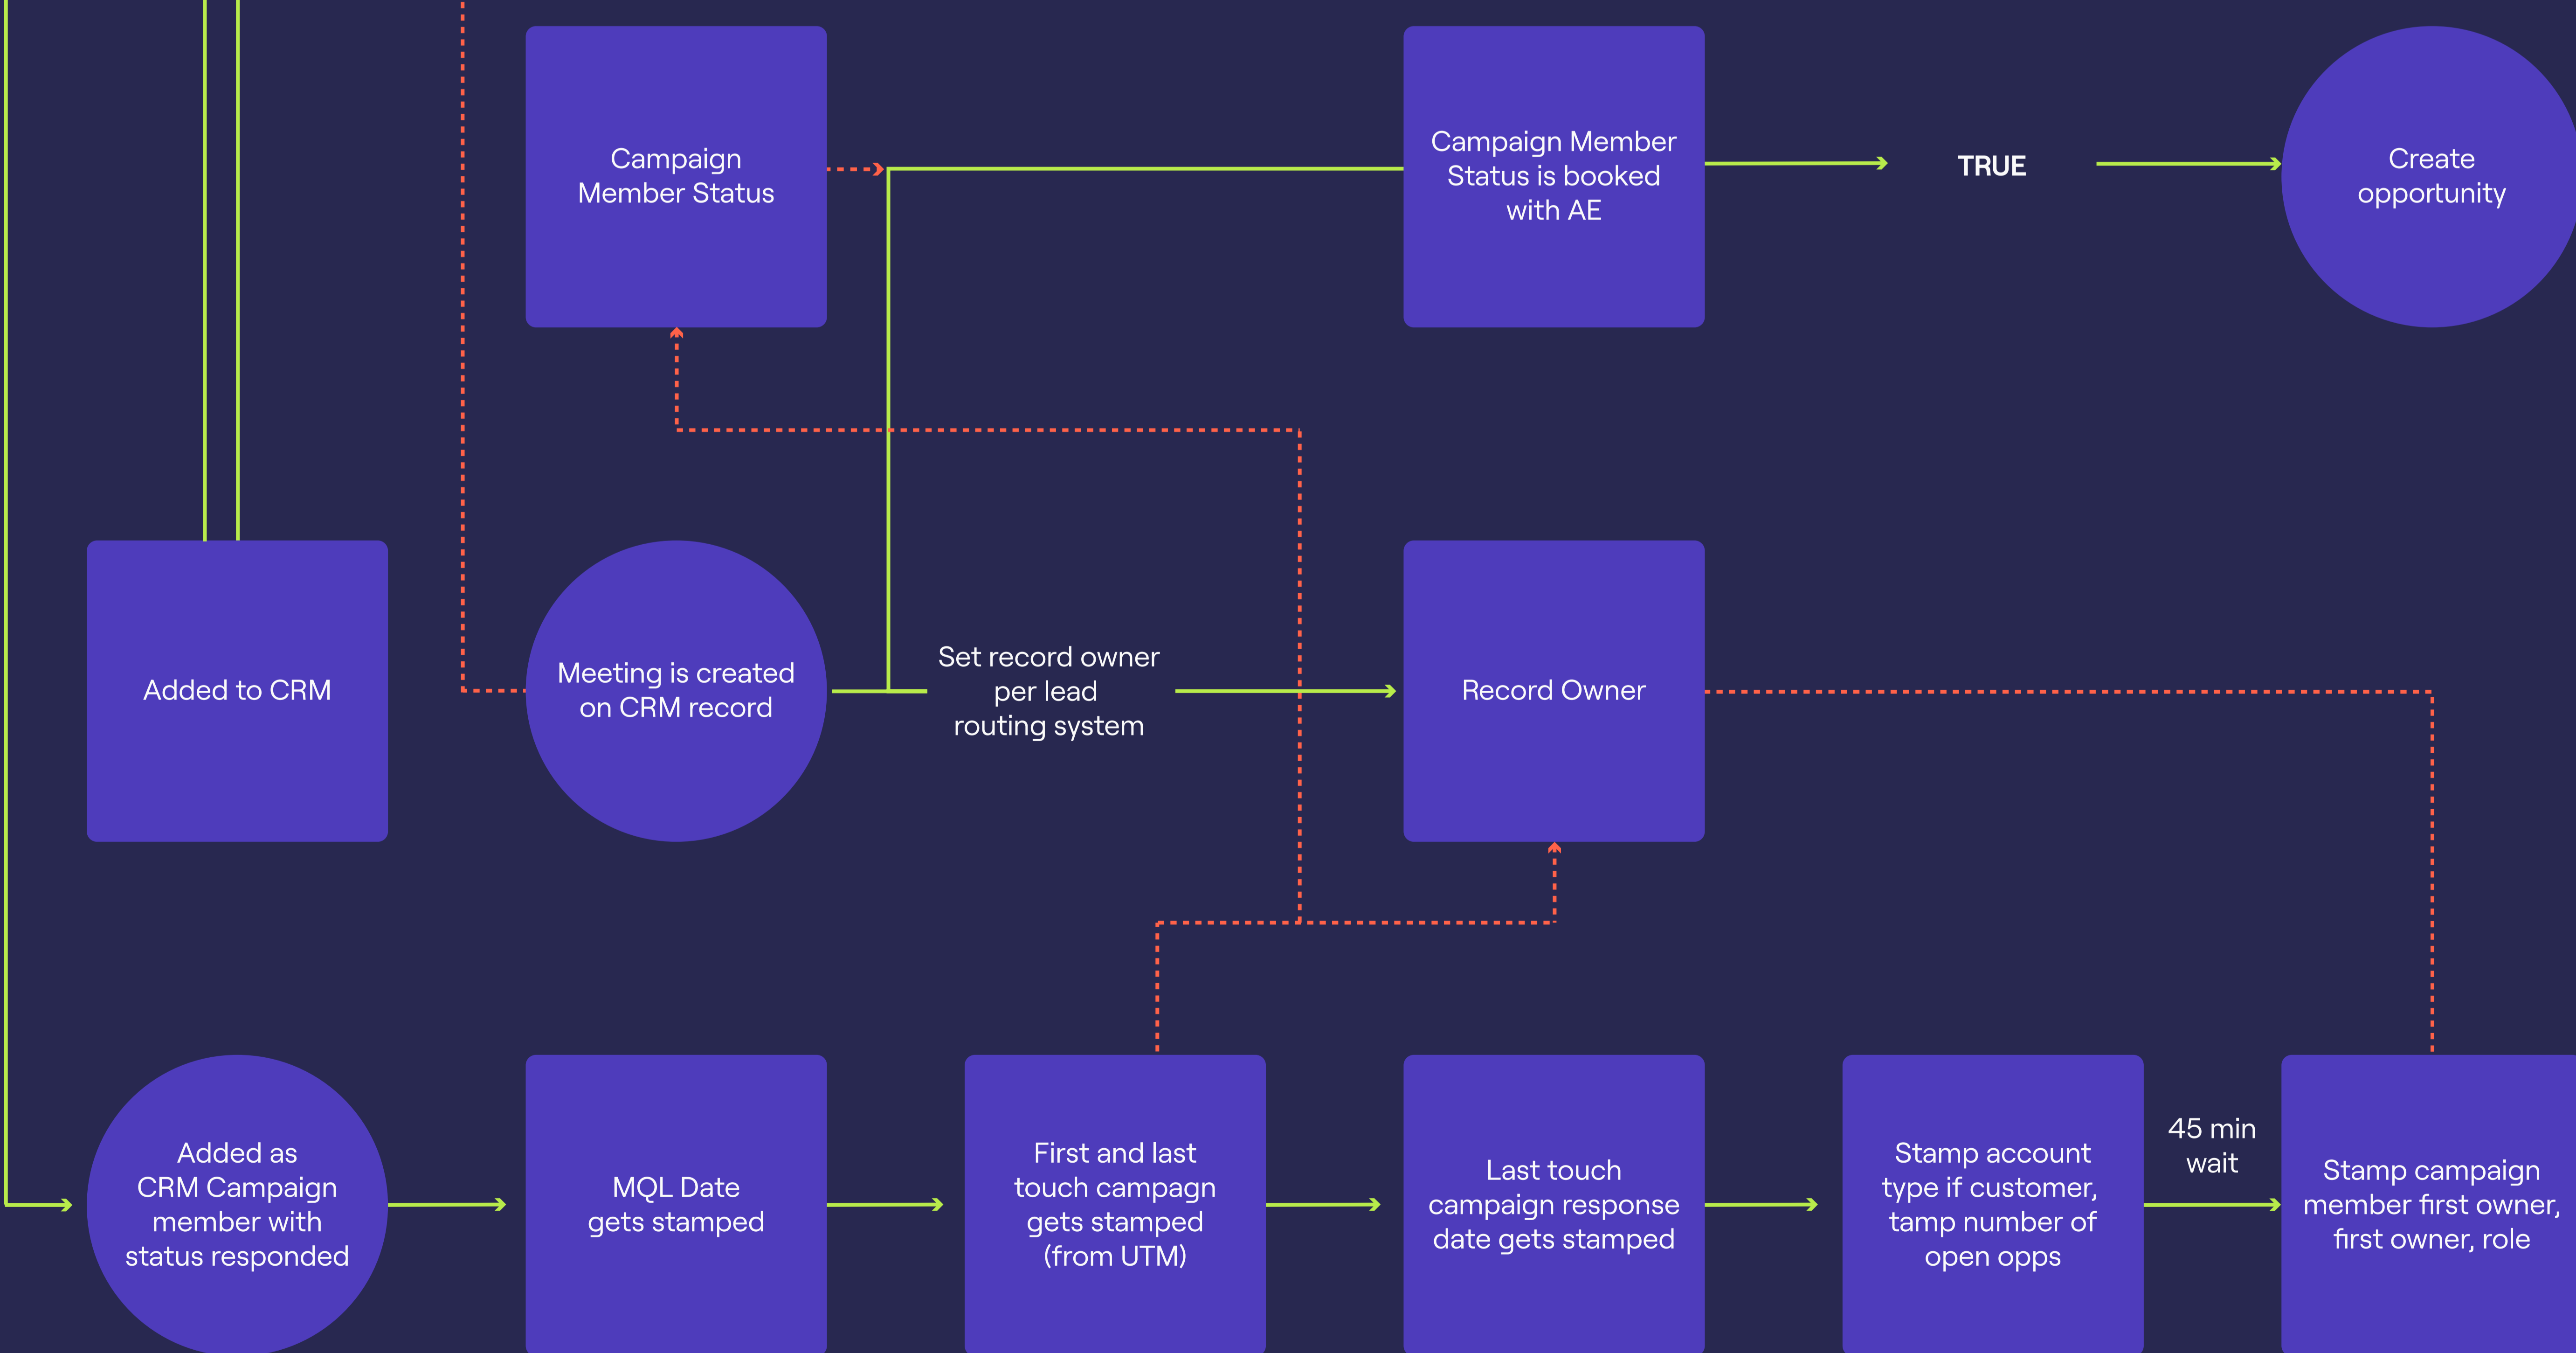 Campaign
Member Status
Campaign Member
Status is booked
with AE
TRUE
Create
opportunity
Added to CRM
Meeting is created
on CRM record
Set record owner
per lead
routing system
Record Owner
Added as
CRM Campaign
member with
status responded
MQL Date
gets stamped
First and last
touch campagn
gets stamped
(from UTM)
Last touch
campaign response
date gets stamped
Stamp account
type if customer,
tamp number of
open opps
45 min
wait
Stamp campaign
member first owner,
first owner, role